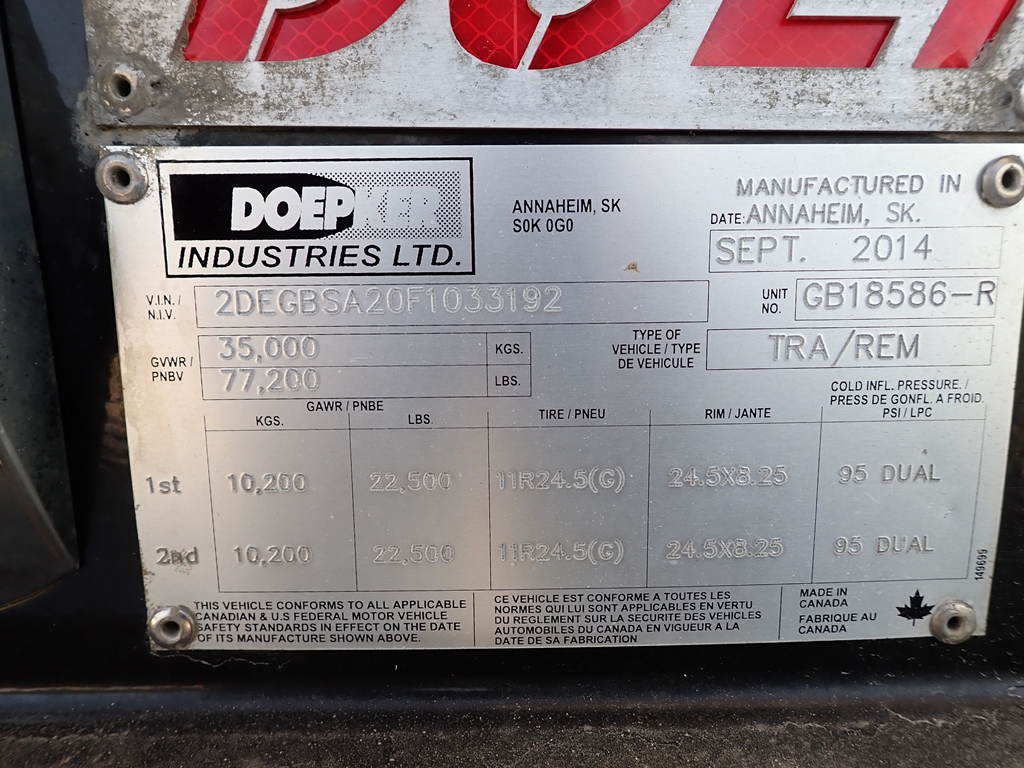 DOEPKER
INDUSTRIES LTD.
ANNAHEIM, SK
S0K 0G0
MANUFACTURED IN
DATE: ANNAHEIM, SK.
SEPT. 2014
V.I.N. /
N.I.V.
2DEGBSA20F1033192
UNIT
NO.
GB18586-R
GVWR /
PNBV
35,000 KGS.
77,200 LBS.
TYPE OF
VEHICLE / TYPE
DE VEHICULE
TRA/REM
GAWR / PNBE
KGS. LBS.
TIRE / PNEU
RIM / JANTE
COLD INFL. PRESSURE. /
PRESS DE GONFL. A FROID.
PSI / LPC
1st 10,200 22,500 11R24.5(G) 24.5X8.25 95 DUAL
2nd 10,200 22,500 11R24.5(G) 24.5X8.25 95 DUAL
149699
THIS VEHICLE CONFORMS TO ALL APPLICABLE
CANADIAN & U.S FEDERAL MOTOR VEHICLE
SAFETY STANDARDS IN EFFECT ON THE DATE
OF ITS MANUFACTURE SHOWN ABOVE.
CE VEHICLE EST CONFORME A TOUTES LES
NORMES QUI LUI SONT APPLICABLES EN VERTU
DU REGLEMENT SUR LA SECURITE DES VEHICLES
AUTOMOBILES DU CANADA EN VIGUEUR A LA
DATE DE SA FABRICATION
MADE IN
CANADA
FABRIQUE AU
CANADA